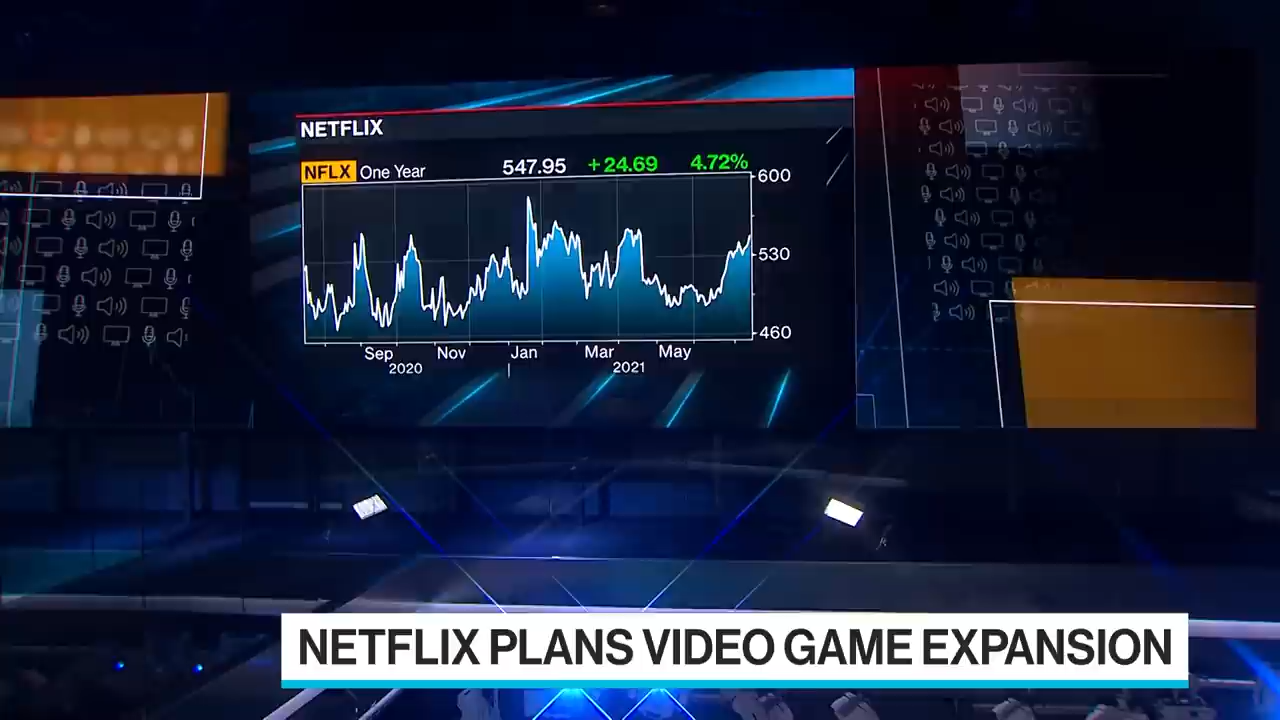 NETFLIX
NFLX One Year 547.95 +24.69 4.72%
600
530
460
Sep Nov Jan Mar May
2020 2021
NETFLIX PLANS VIDEO GAME EXPANSION